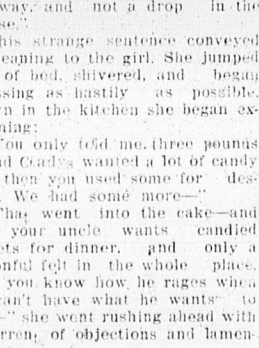 way, and not a drop in the
se."
his strange sentence conveyed
eaning to the girl. She jumped
of bed, shivered, and began
ssing as hastily as possible.
wn in the kitchen she began ex-
ning:
You only told me three pounds
nd Gladys wanted a lot of candy
then you used some for des-
. We had some more—"
That went into the cake—and
your uncle wants candied
ets for dinner, and only a
onful left in the whole place.
you know how he rages when
can't have what he wants to
—" she went rushing ahead with
rren, of objections and lamen-